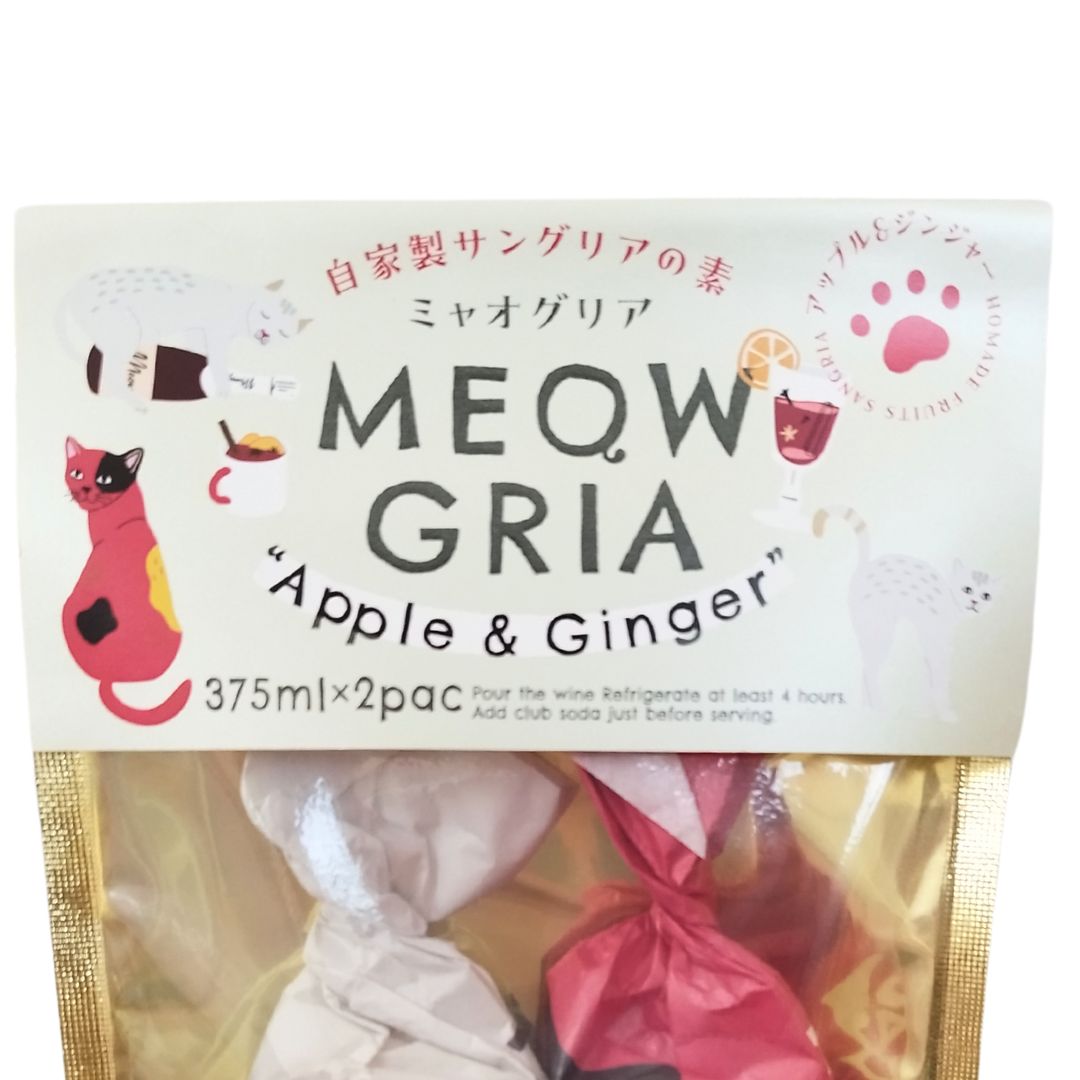 自家製サングリアの素
ミャオグリア
アップル&ジンジャー
HOMADE FRUITS SANGRIA
MEOW
GRIA
"Apple & Ginger"
375ml×2pac
Pour the wine Refrigerate at least 4 hours.
Add club soda just before serving.